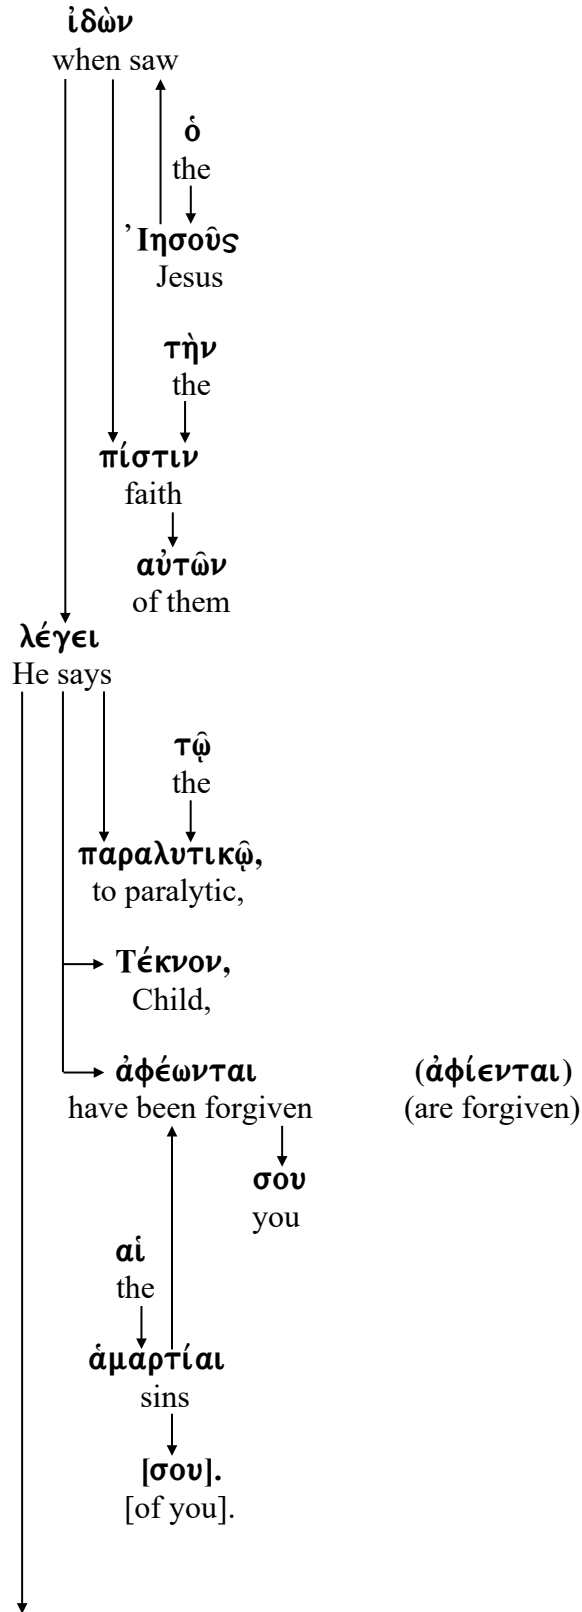 ἰδὼν
when saw
ὁ
the
Ἰησοῦς
Jesus
τὴν
the
πίστιν
faith
αὐτῶν
of them
λέγει
He says
τῷ
the
παραλυτικῷ,
to paralytic,
Τέκνον,
Child,
ἀφέωνται (ἀφίενται)
have been forgiven (are forgiven)
σου
you
αἱ
the
ἁμαρτίαι
sins
[σου].
[of you].